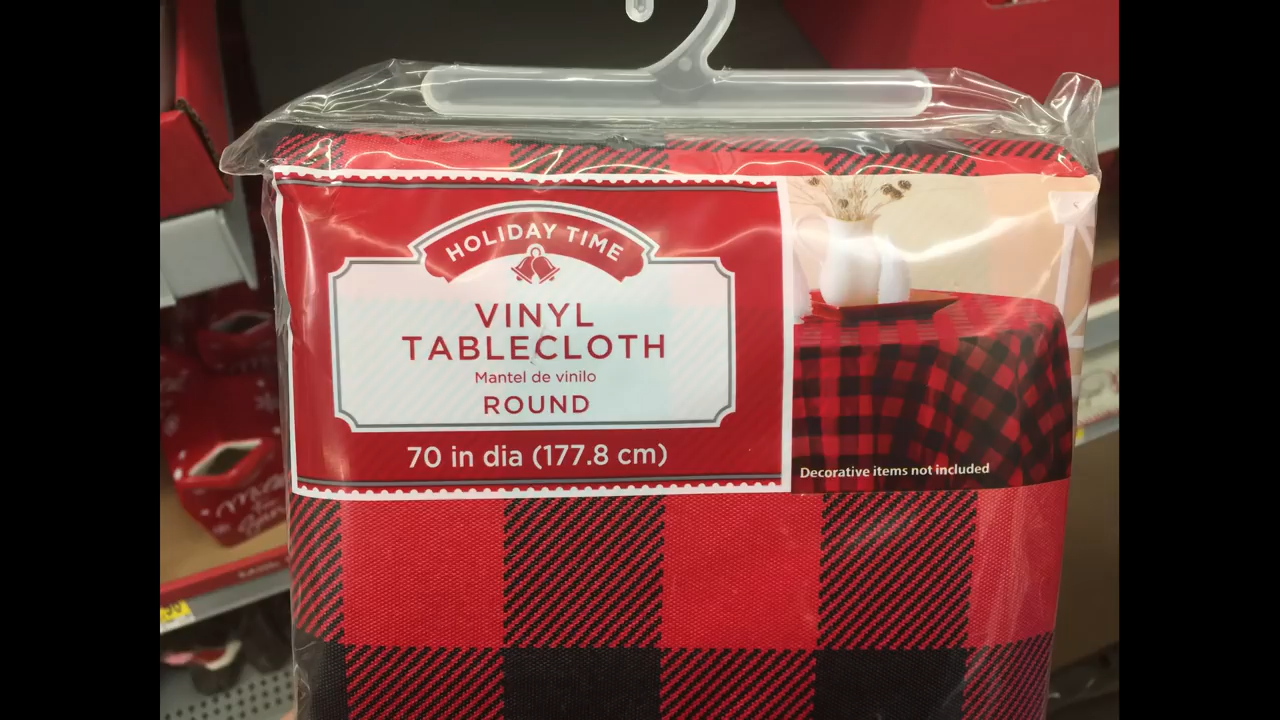 HOLIDAY TIME
VINYL
TABLECLOTH
Mantel de vinilo
ROUND
70 in dia (177.8 cm)
Decorative items not included